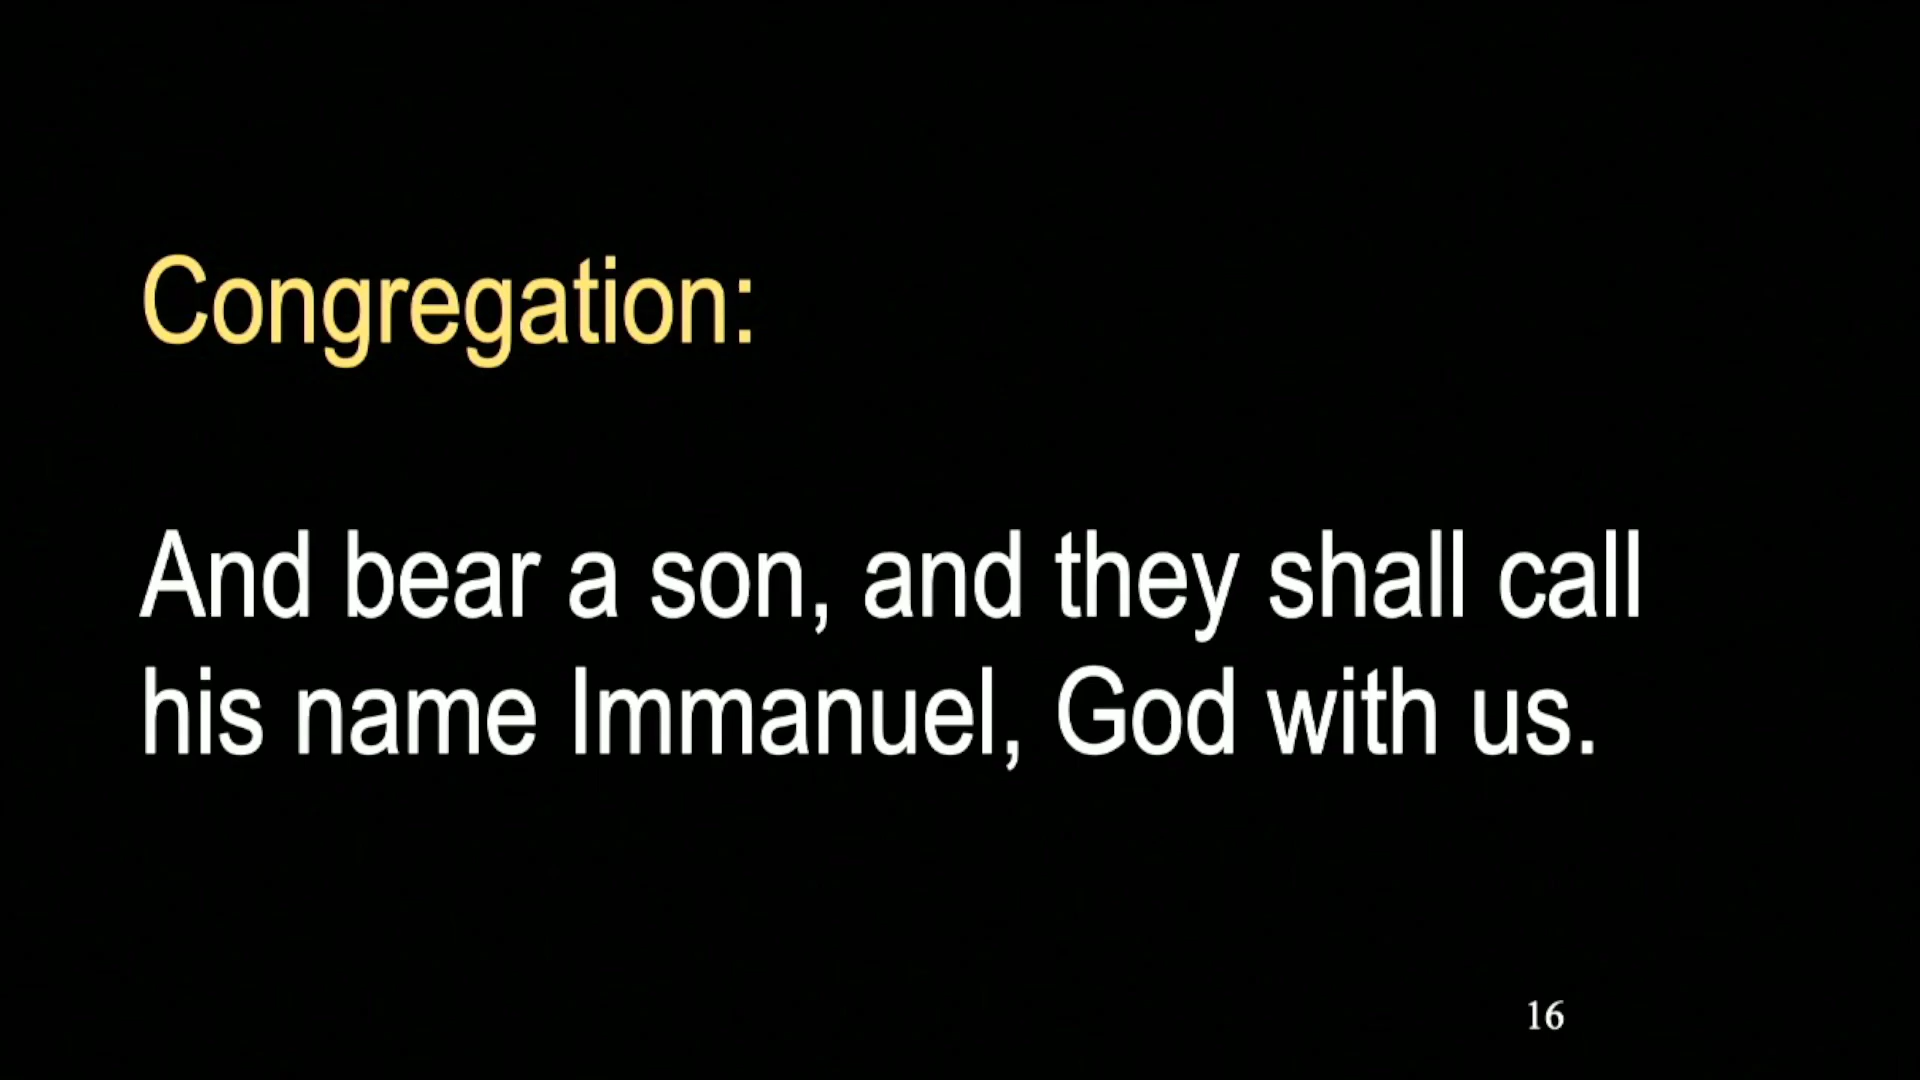 Congregation:
And bear a son, and they shall call
his name Immanuel, God with us.
16